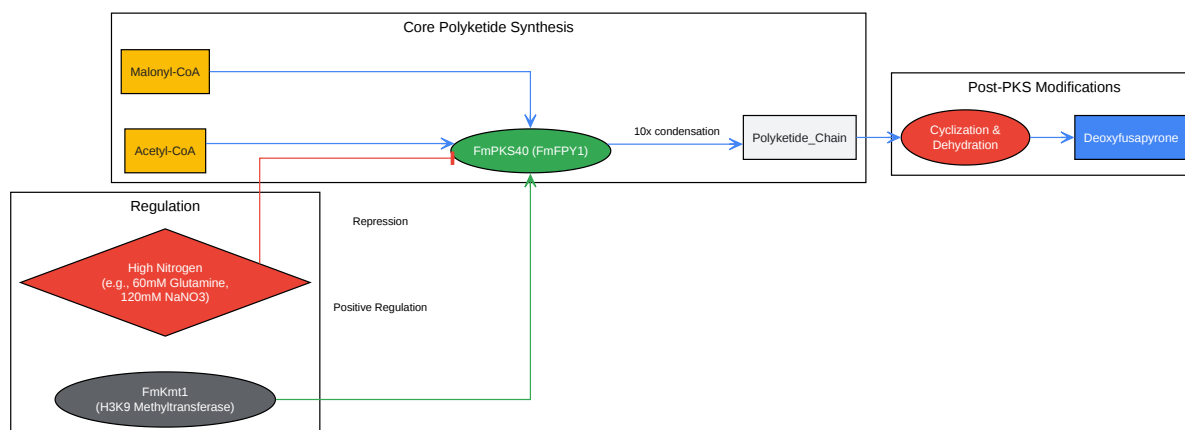 Core Polyketide Synthesis
Malonyl-CoA
Post-PKS Modifications
Acetyl-CoA
FmPKS40 (FmFPY1)
10x condensation
Polyketide_Chain
Cyclization &
Dehydration
Deoxyfusapyrone
Regulation
Repression
High Nitrogen
(e.g., 60mM Glutamine,
120mM NaNO3)
Positive Regulation
FmKmt1
(H3K9 Methyltransferase)